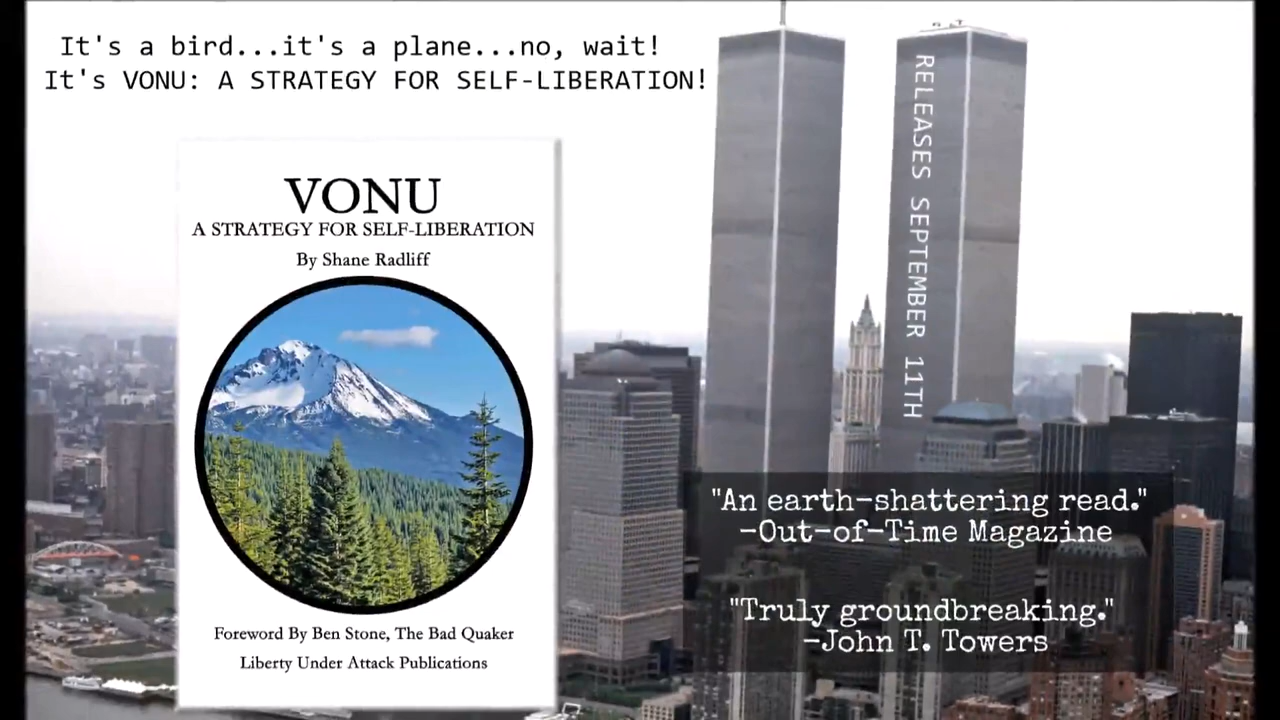 It's a bird...it's a plane...no, wait!
It's VONU: A STRATEGY FOR SELF-LIBERATION!
VONU
A STRATEGY FOR SELF-LIBERATION
By Shane Radliff
Foreword By Ben Stone, The Bad Quaker
Liberty Under Attack Publications
RELEASES SEPTEMBER 11TH
"An earth-shattering read."
-Out-of-Time Magazine
"Truly groundbreaking."
-John T. Towers